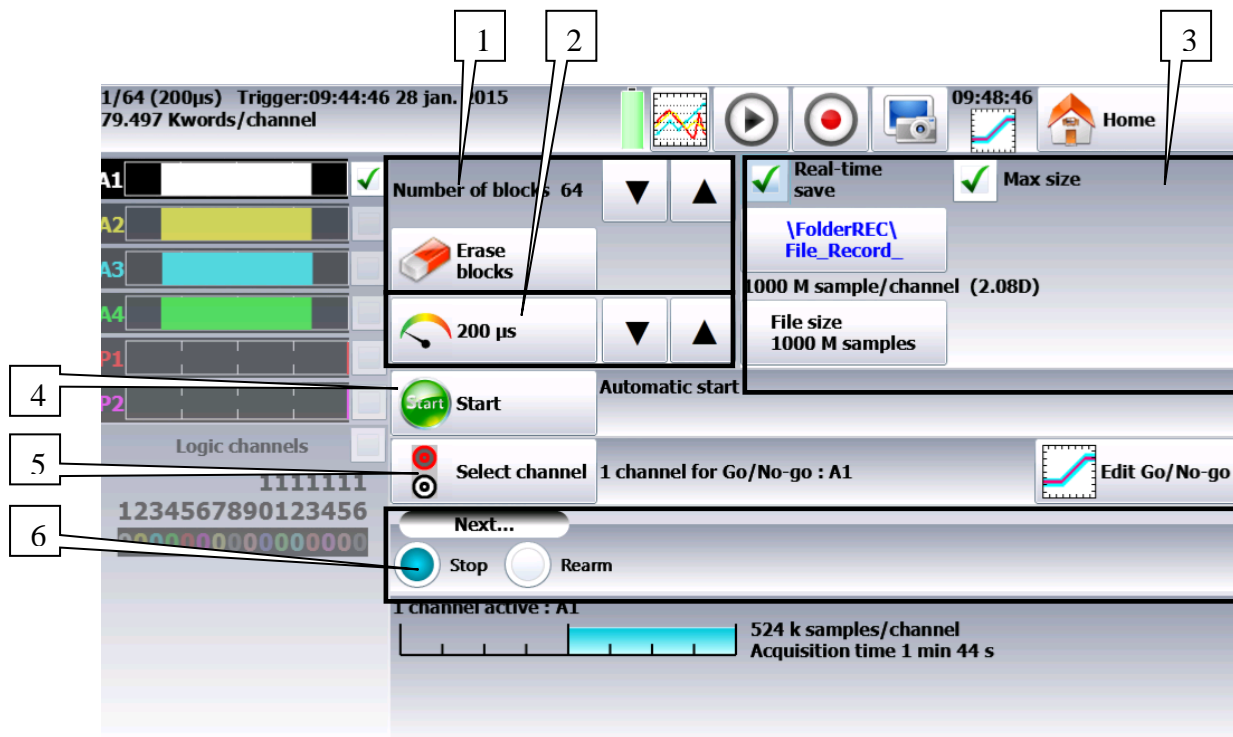 1
2
3
1/64 (200µs) Trigger:09:44:46 28 jan. 2015
79.497 Kwords/channel
09:48:46
Home
A1
A2
A3
A4
P1
P2
Logic channels
1111111
1234567890123456
0000000000000000
Number of blocks 64
Erase
blocks
200 µs
Real-time
save
Max size
\FolderREC\
File_Record_
1000 M sample/channel (2.08D)
File size
1000 M samples
4
Start
Start
Automatic start
5
Select channel
1 channel for Go/No-go : A1
Edit Go/No-go
6
Next...
Stop
Rearm
1 channel active : A1
524 k samples/channel
Acquisition time 1 min 44 s